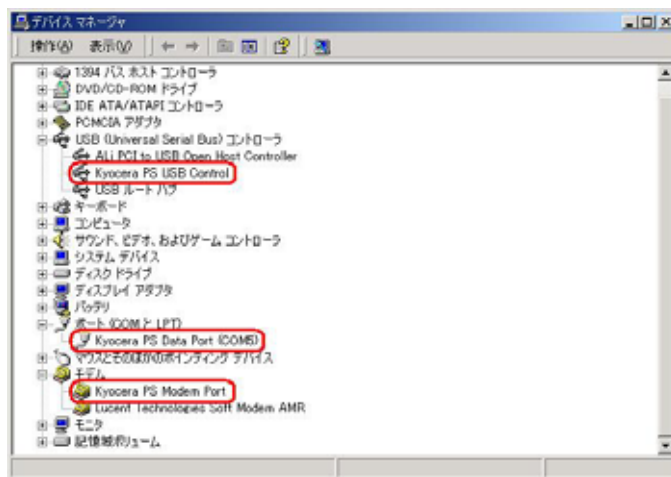 デバイス マネージャ
操作(A) 表示(V)
1394 バス ホスト コントローラ
DVD/CD-ROM ドライブ
IDE ATA/ATAPI コントローラ
PCMCIA アダプタ
USB (Universal Serial Bus) コントローラ
ALi PCI to USB Open Host Controller
Kyocera PS USB Control
USB ルート ハブ
キーボード
コンピュータ
サウンド、ビデオ、およびゲーム コントローラ
システム デバイス
ディスク ドライブ
ディスプレイ アダプタ
バッテリ
ポート (COM と LPT)
Kyocera PS Data Port (COM5)
マウスとそのほかのポインティング デバイス
モデム
Kyocera PS Modem Port
Lucent Technologies Soft Modem AMR
モニタ
記憶域ボリューム